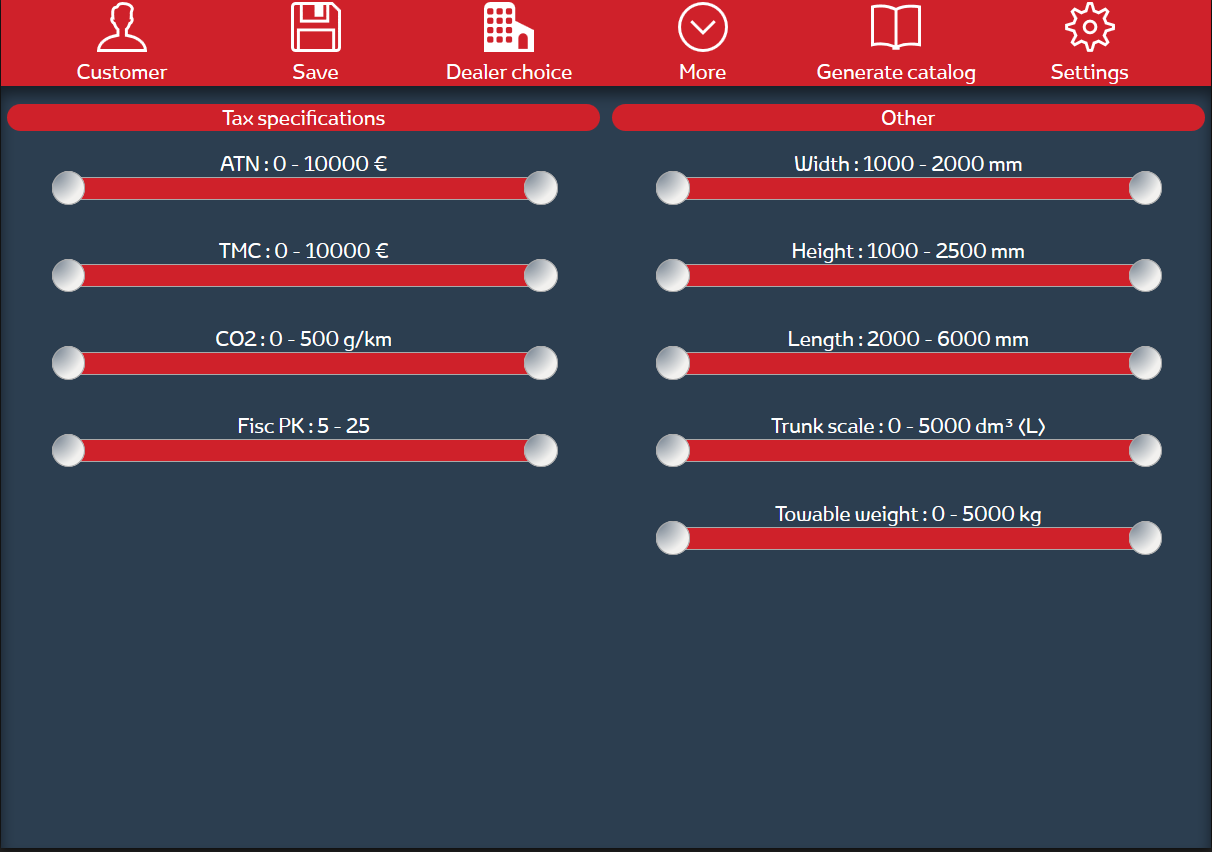 Customer
Save
Dealer choice
More
Generate catalog
Settings
Tax specifications
ATN : 0 - 10000 €
TMC : 0 - 10000 €
CO2 : 0 - 500 g/km
Fisc PK : 5 - 25
Other
Width : 1000 - 2000 mm
Height : 1000 - 2500 mm
Length : 2000 - 6000 mm
Trunk scale : 0 - 5000 dm³ (L)
Towable weight : 0 - 5000 kg